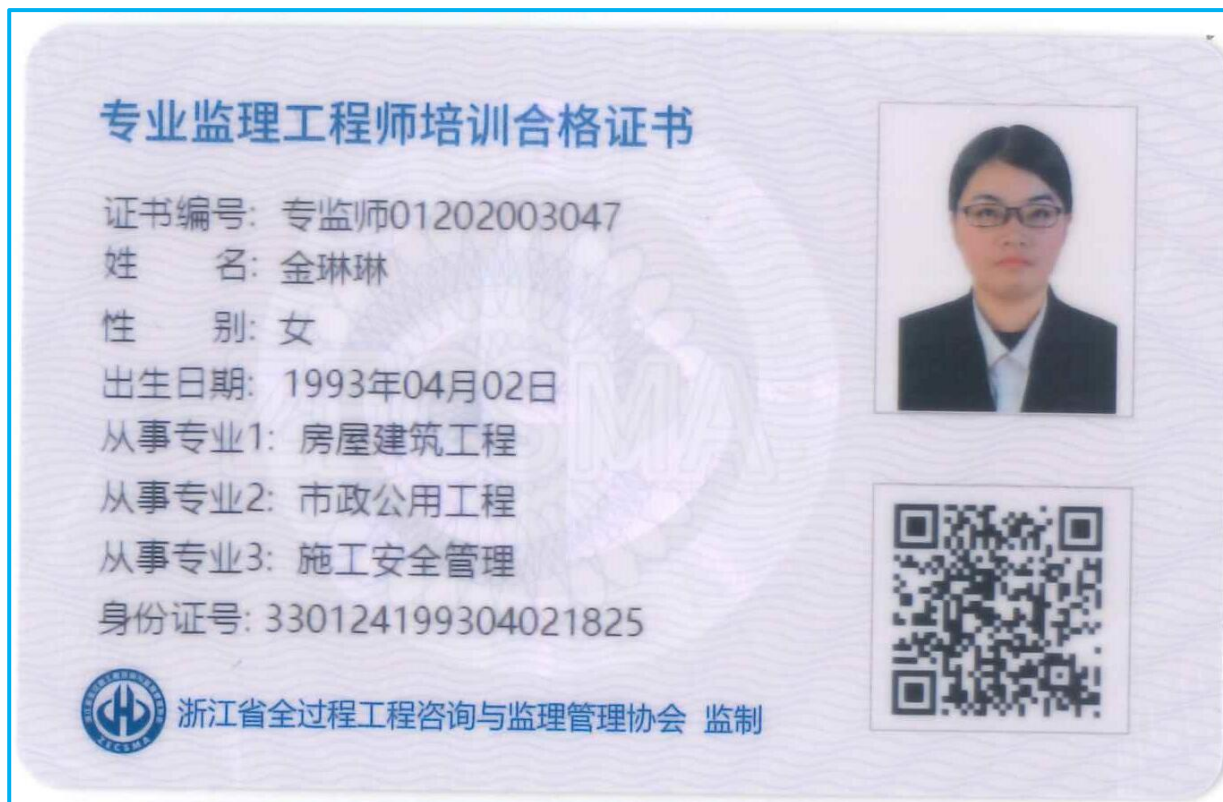 专业监理工程师培训合格证书
证书编号: 专监师01202003047
姓 名: 金琳琳
性 别: 女
出生日期: 1993年04月02日
从事专业1: 房屋建筑工程
从事专业2: 市政公用工程
从事专业3: 施工安全管理
身份证号: 330124199304021825
浙江省全过程工程咨询与监理管理协会 监制
ZECSMA